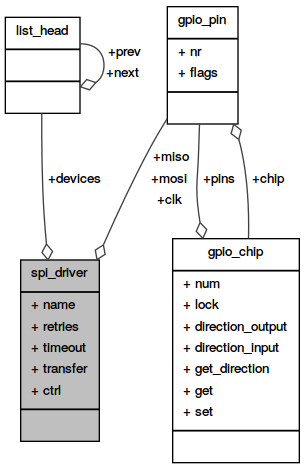 list_head
gpio_pin
+ nr
+ flags
+prev
+next
+devices
+miso
+mosi
+clk
+pins
+chip
spi_driver
+ name
+ retries
+ timeout
+ transfer
+ ctrl
gpio_chip
+ num
+ lock
+ direction_output
+ direction_input
+ get_direction
+ get
+ set